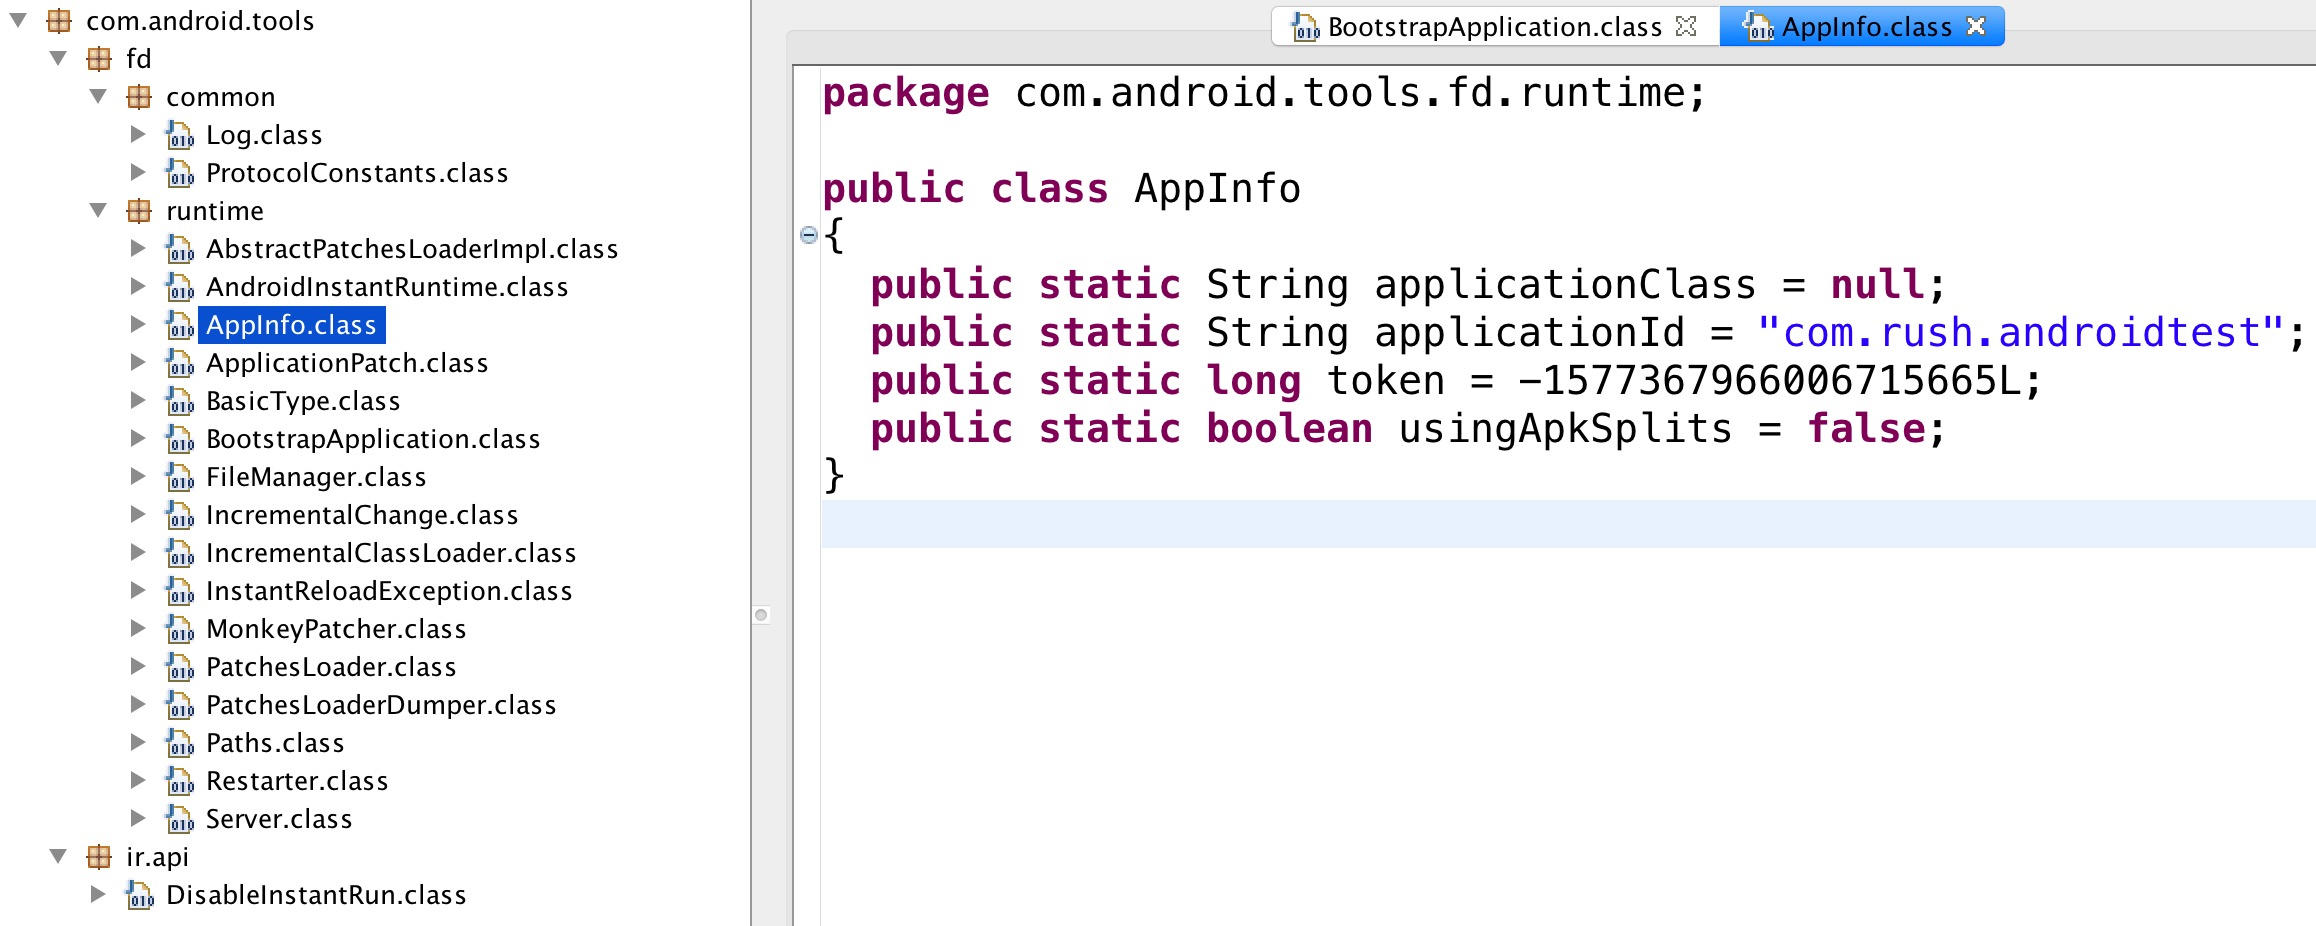 com.android.tools
fd
common
Log.class
ProtocolConstants.class
runtime
AbstractPatchesLoaderImpl.class
AndroidInstantRuntime.class
AppInfo.class
ApplicationPatch.class
BasicType.class
BootstrapApplication.class
FileManager.class
IncrementalChange.class
IncrementalClassLoader.class
InstantReloadException.class
MonkeyPatcher.class
PatchesLoader.class
PatchesLoaderDumper.class
Paths.class
Restarter.class
Server.class
ir.api
DisableInstantRun.class
BootstrapApplication.class
AppInfo.class
package com.android.tools.fd.runtime;
public class AppInfo
{
public static String applicationClass = null;
public static String applicationId = "com.rush.androidtest";
public static long token = -1577367966006715665L;
public static boolean usingApkSplits = false;
}